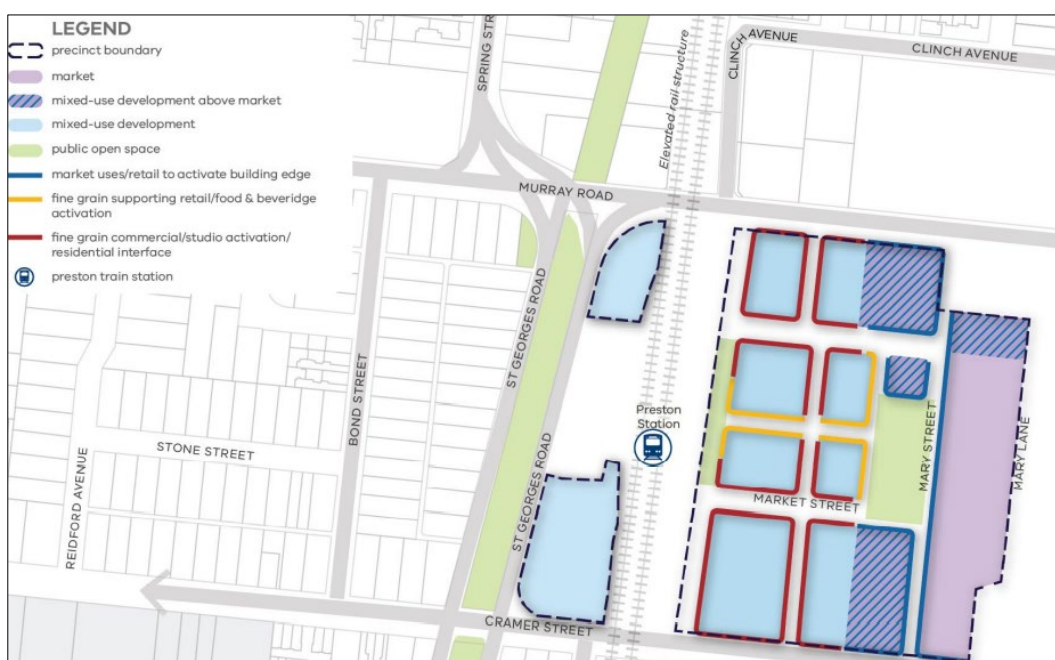 LEGEND
precinct boundary
market
mixed-use development above market
mixed-use development
public open space
market uses/retail to activate building edge
fine grain supporting retail/food & beveridge
activation
fine grain commercial/studio activation/
residential interface
preston train station
SPRING STR
Elevated rail structure
CLINCH AVENUE
CLINCH AVENUE
MURRAY ROAD
ST GEORGES ROAD
BOND STREET
STONE STREET
REIDFORD AVENUE
ST GEORGES ROAD
Preston
Station
MARKET STREET
MARY STREET
MARY LANE
CRAMER STREET